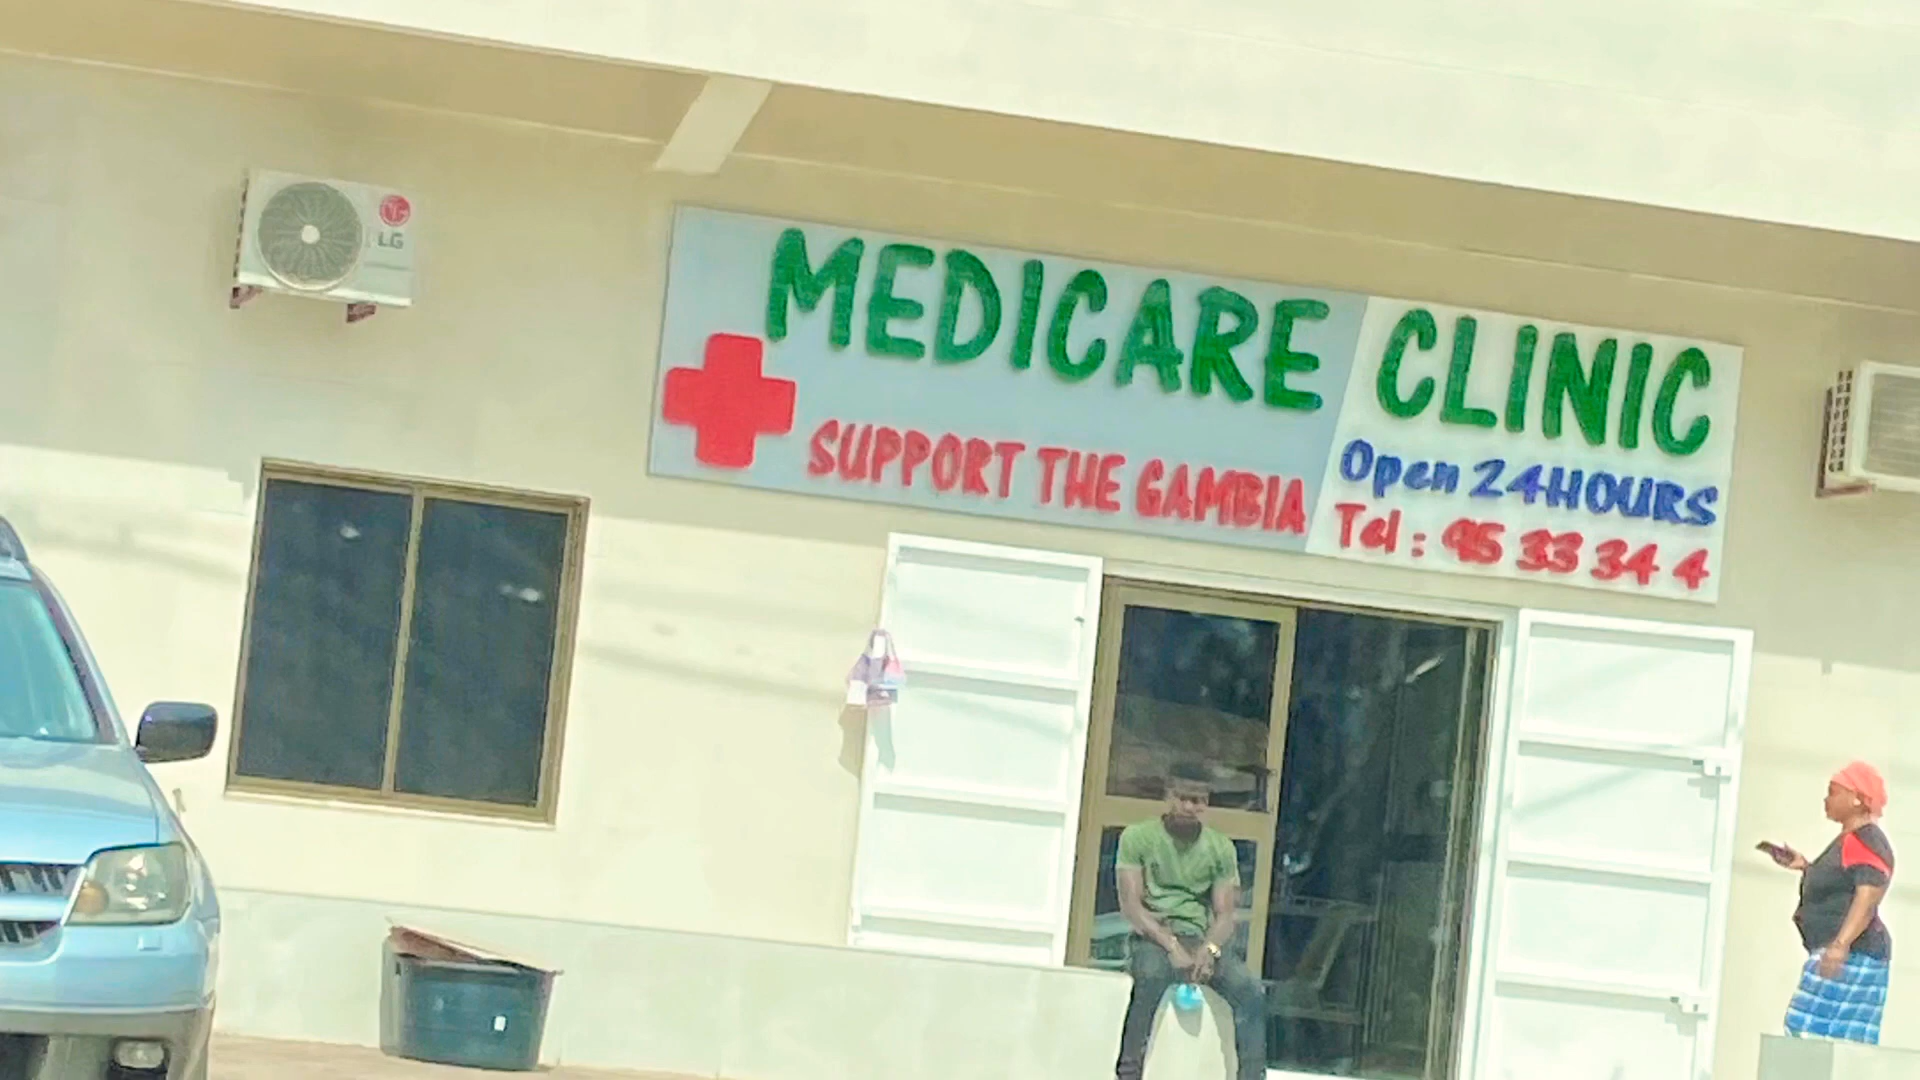 LG
MEDICARE CLINIC
SUPPORT THE GAMBIA
Open 24HOURS
Tel : 95 33 34 4